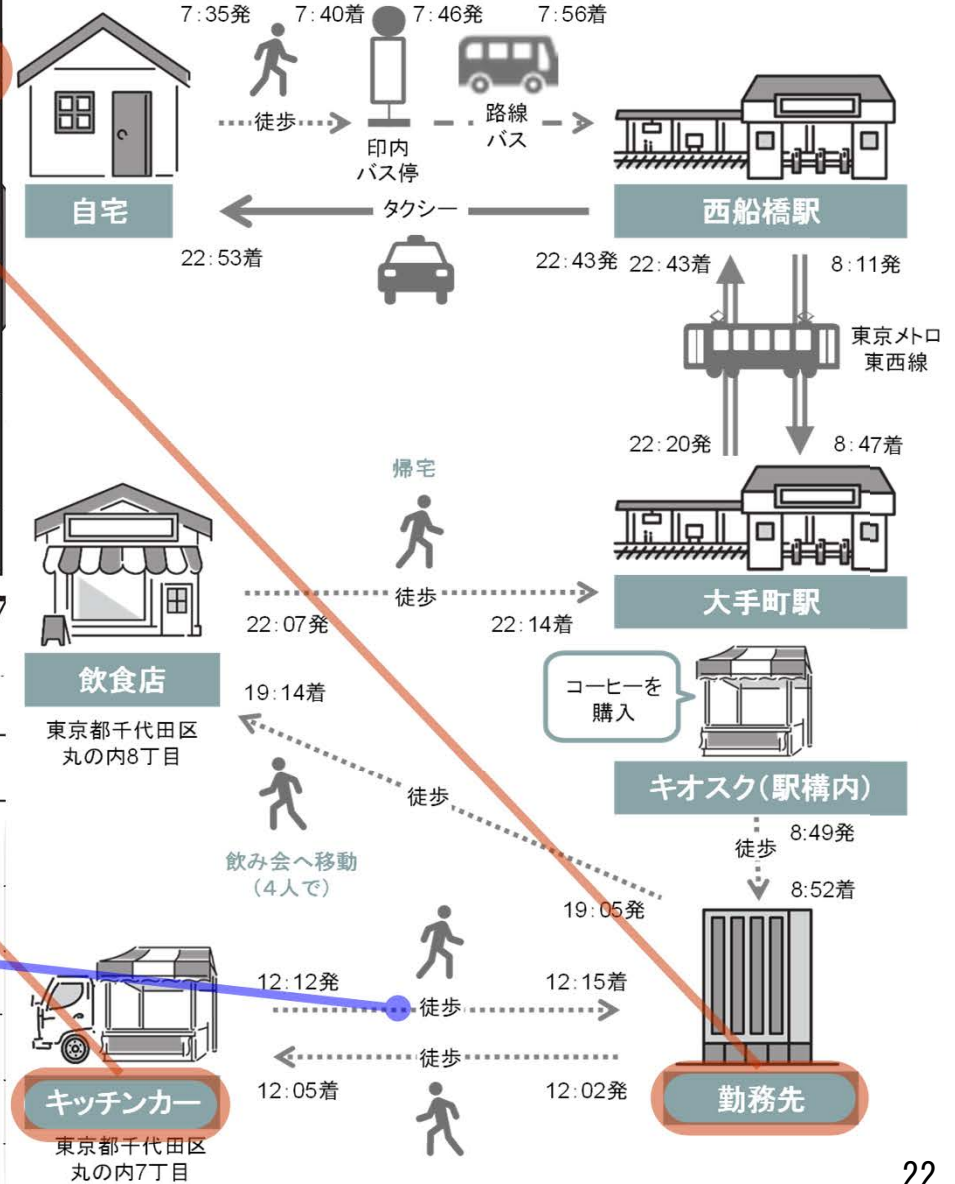 7:35発
7:40着
7:46発
7:56着
徒歩
印内
バス停
路線
バス
自宅
タクシー
西船橋駅
22:53着
22:43発
22:43着
8:11発
東京メトロ
東西線
22:20発
8:47着
帰宅
徒歩
22:07発
22:14着
大手町駅
飲食店
19:14着
東京都千代田区
丸の内8丁目
コーヒーを
購入
キオスク(駅構内)
徒歩
飲み会へ移動
(4人で)
徒歩
8:49発
8:52着
19:05発
12:12発
徒歩
12:15着
徒歩
12:05着
12:02発
キッチンカー
勤務先
東京都千代田区
丸の内7丁目
22